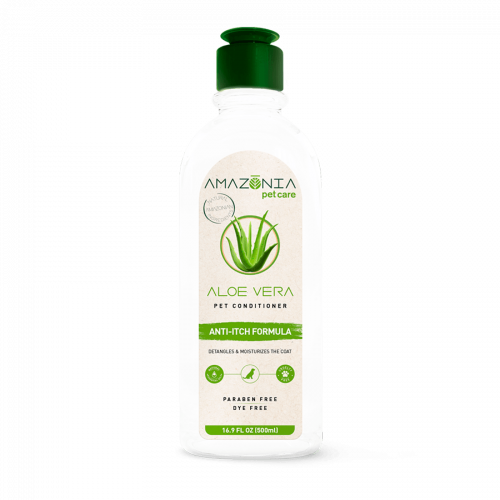 AMAZŌNIA
pet care
ALOE VERA
PET CONDITIONER
ANTI-ITCH FORMULA
DETANGLES & MOISTURIZES THE COAT
PARABEN FREE
DYE FREE
16.9 FL OZ (500ml)